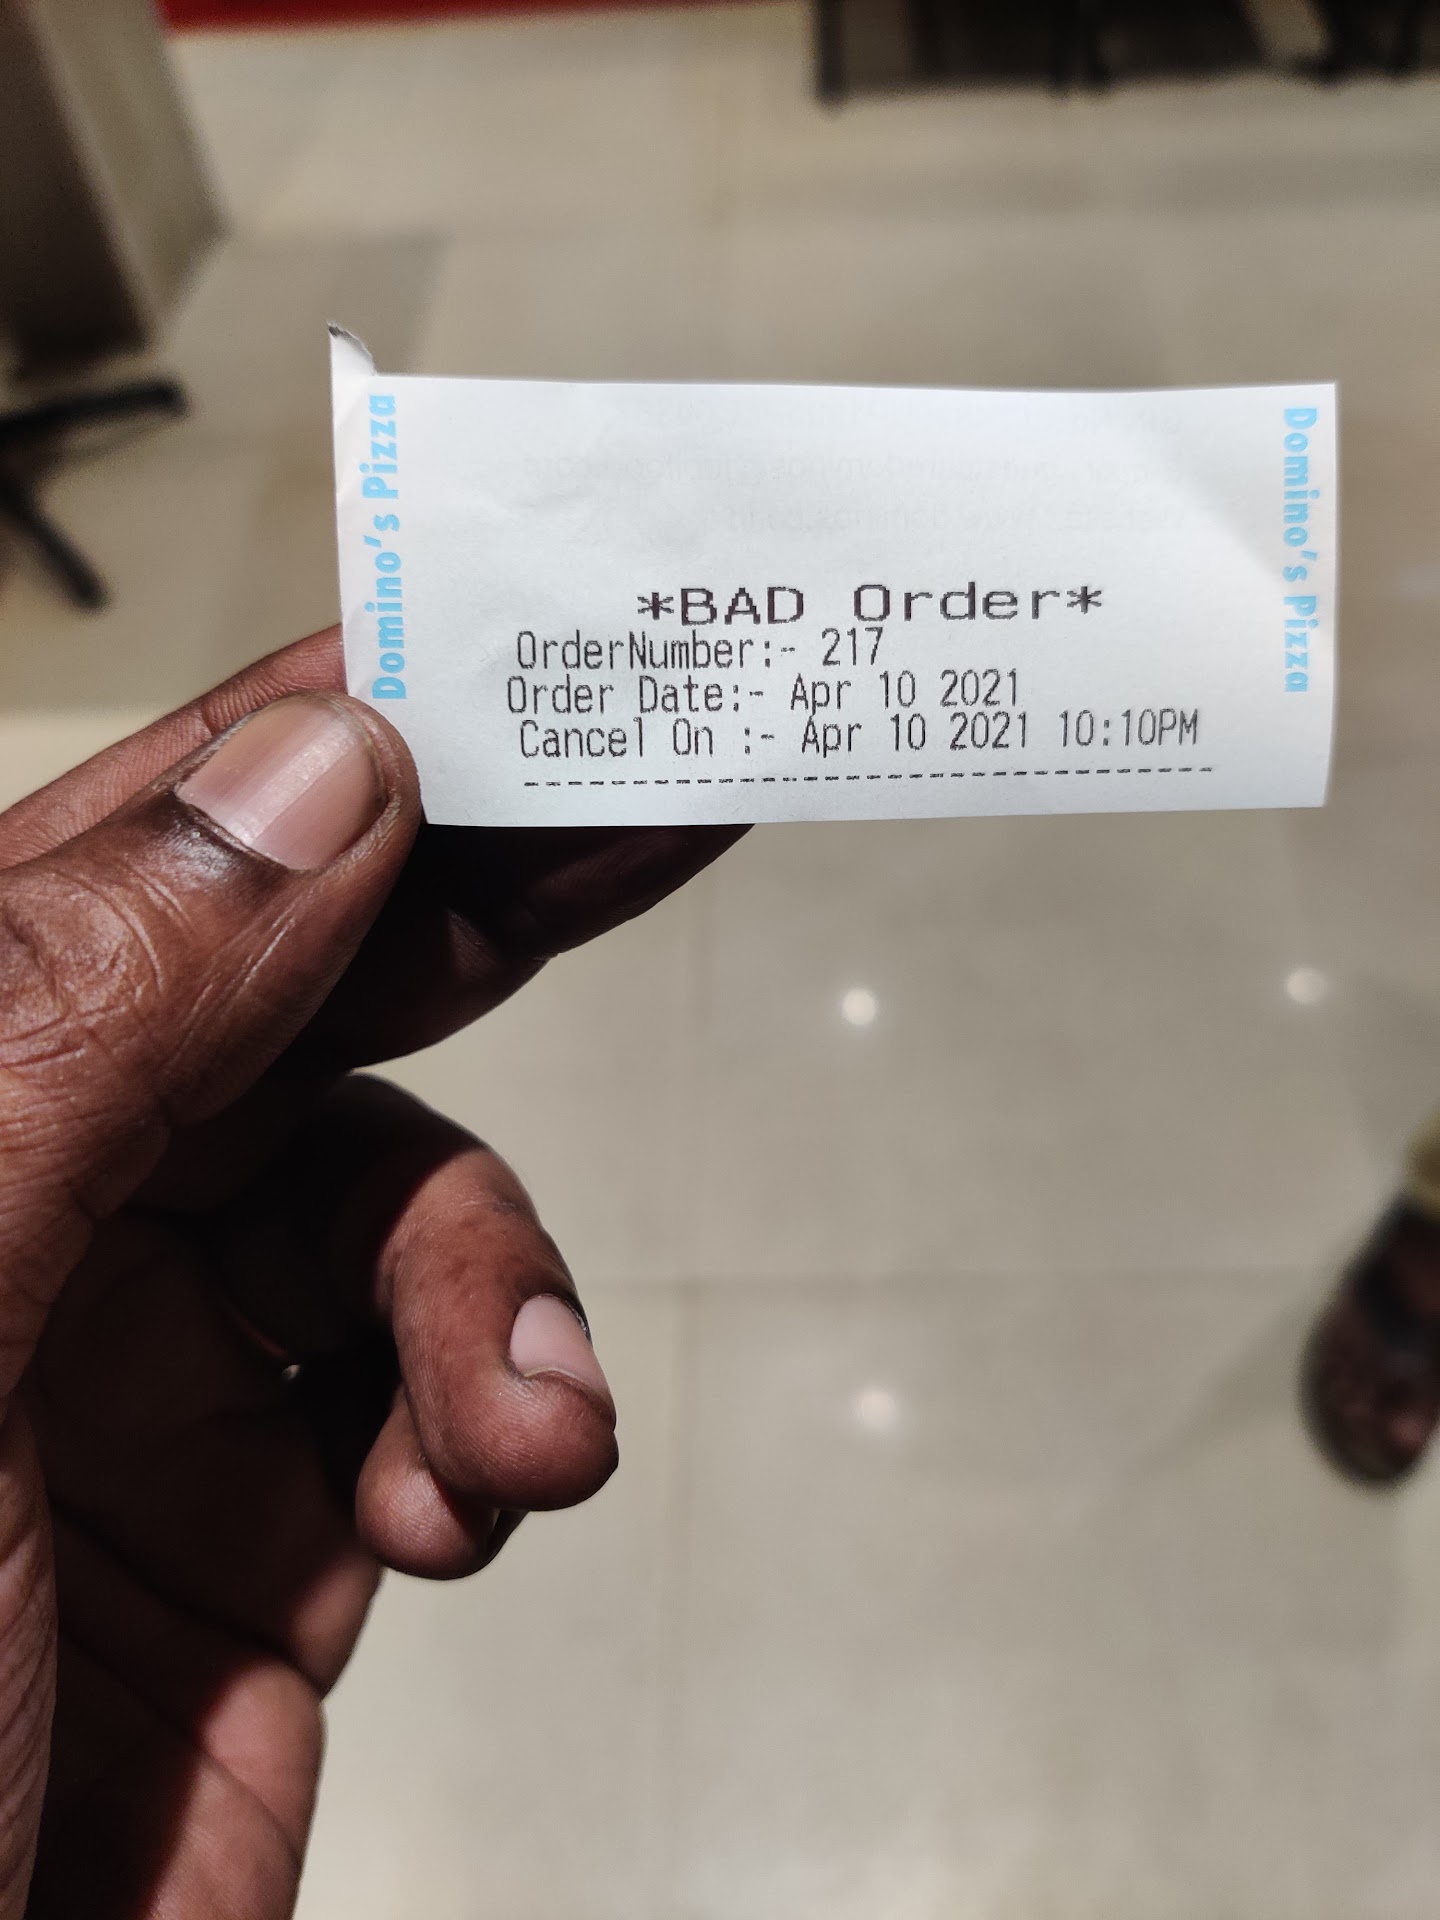 Domino's Pizza
Domino's Pizza
*BAD Order*
OrderNumber:- 217
Order Date:- Apr 10 2021
Cancel On :- Apr 10 2021 10:10PM